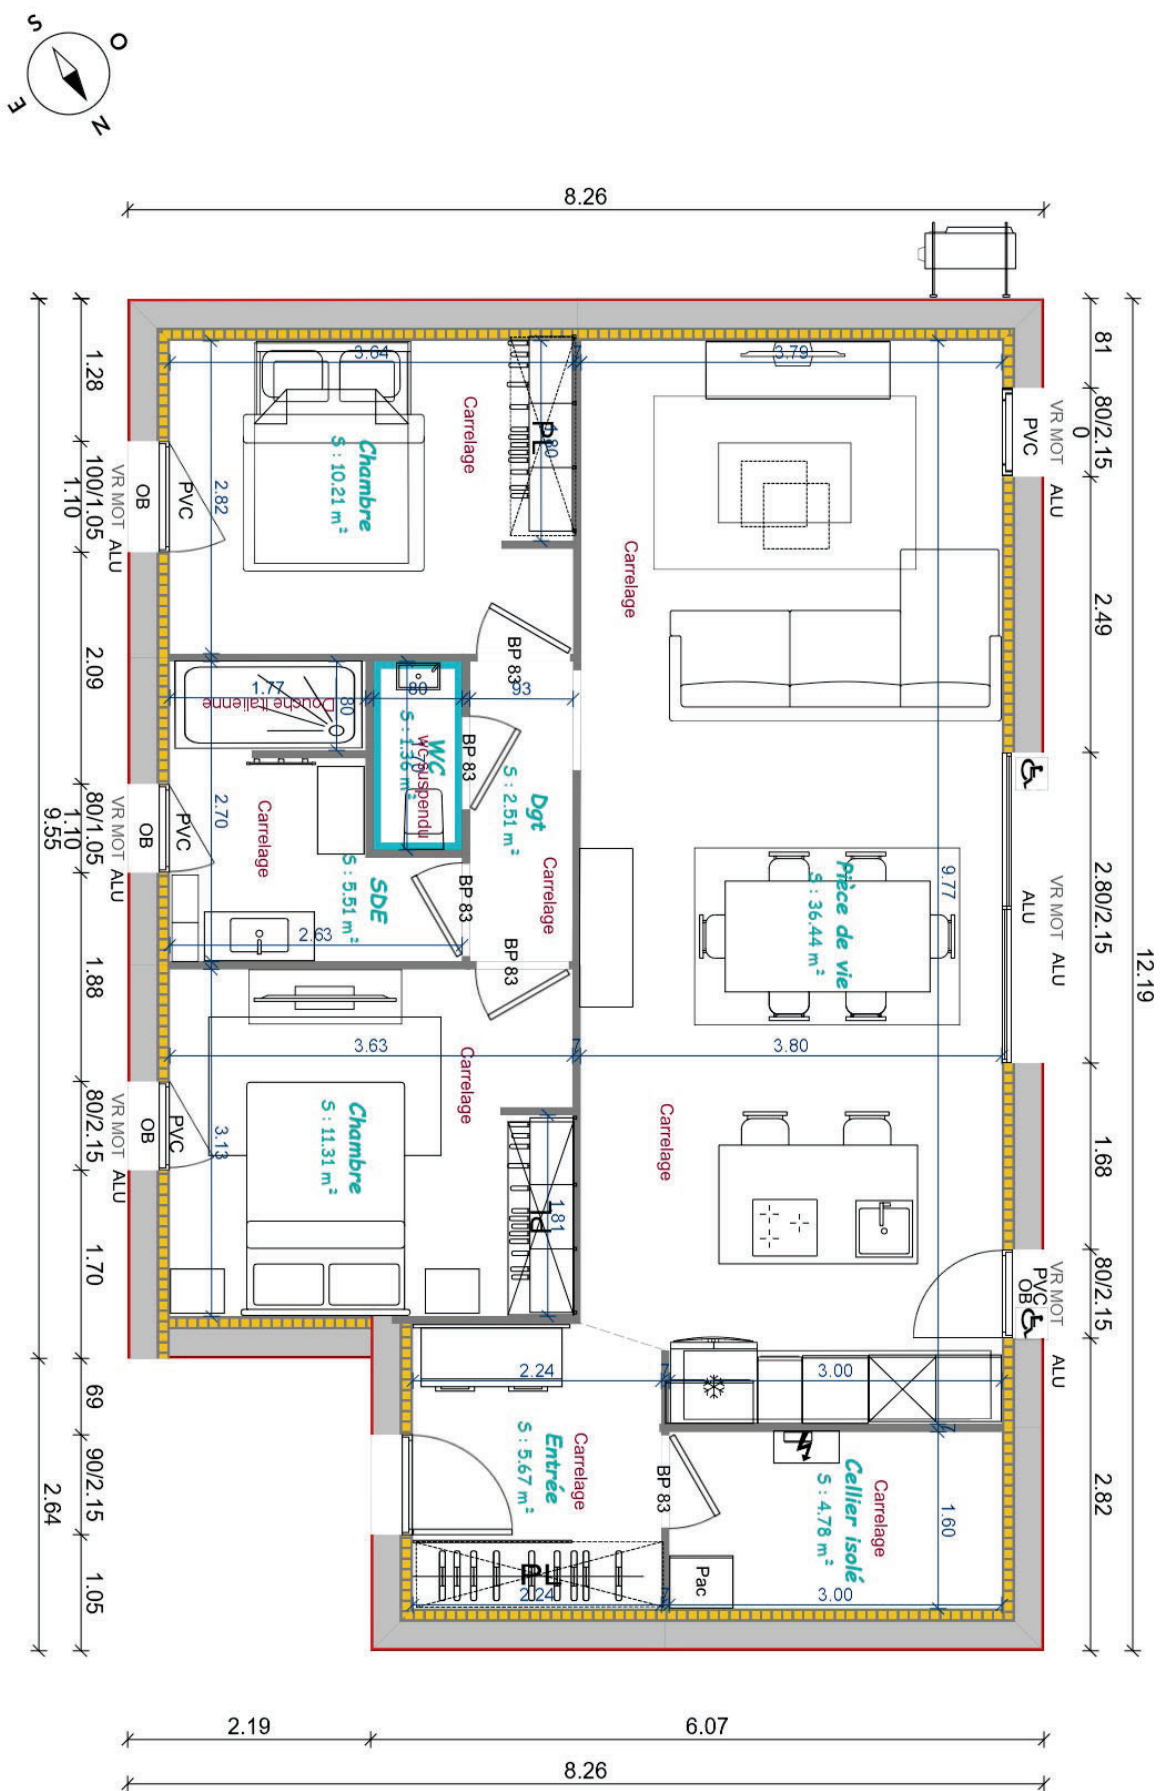 S
O
E
N
8.26
1.28
100/1.05
1.10
2.09
80/1.05
1.10
9.55
1.88
80/2.15
1.70
69
90/2.15
2.64
1.05
VR MOT ALU
OB
PVC
VR MOT ALU
OB
PVC
VR MOT ALU
OB
PVC
3.64
2.82
Chambre
S : 10.21 m²
Carrelage
PL
1.80
BP 83
1.77
80
Douche Italienne
80
93
WC
S : 1.36 m²
1.70
WC suspendu
BP 83
Dgt
S : 2.51 m²
Carrelage
2.70
Carrelage
SDE
S : 5.51 m²
2.63
BP 83
BP 83
3.63
7
3.80
Carrelage
Chambre
S : 11.31 m²
3.13
PL
1.81
3.79
Carrelage
Pièce de vie
S : 36.44 m²
9.77
Carrelage
2.24
7
3.00
7
Entrée
S : 5.67 m²
Carrelage
BP 83
PL
2.24
7
3.00
Cellier isolé
S : 4.78 m²
Carrelage
1.60
Pac
81
80/2.15
0
VR MOT ALU
PVC
2.49
2.80/2.15
VR MOT ALU
ALU
12.19
1.68
80/2.15
VR MOT ALU
PVC
OB
2.82
2.19
6.07
8.26